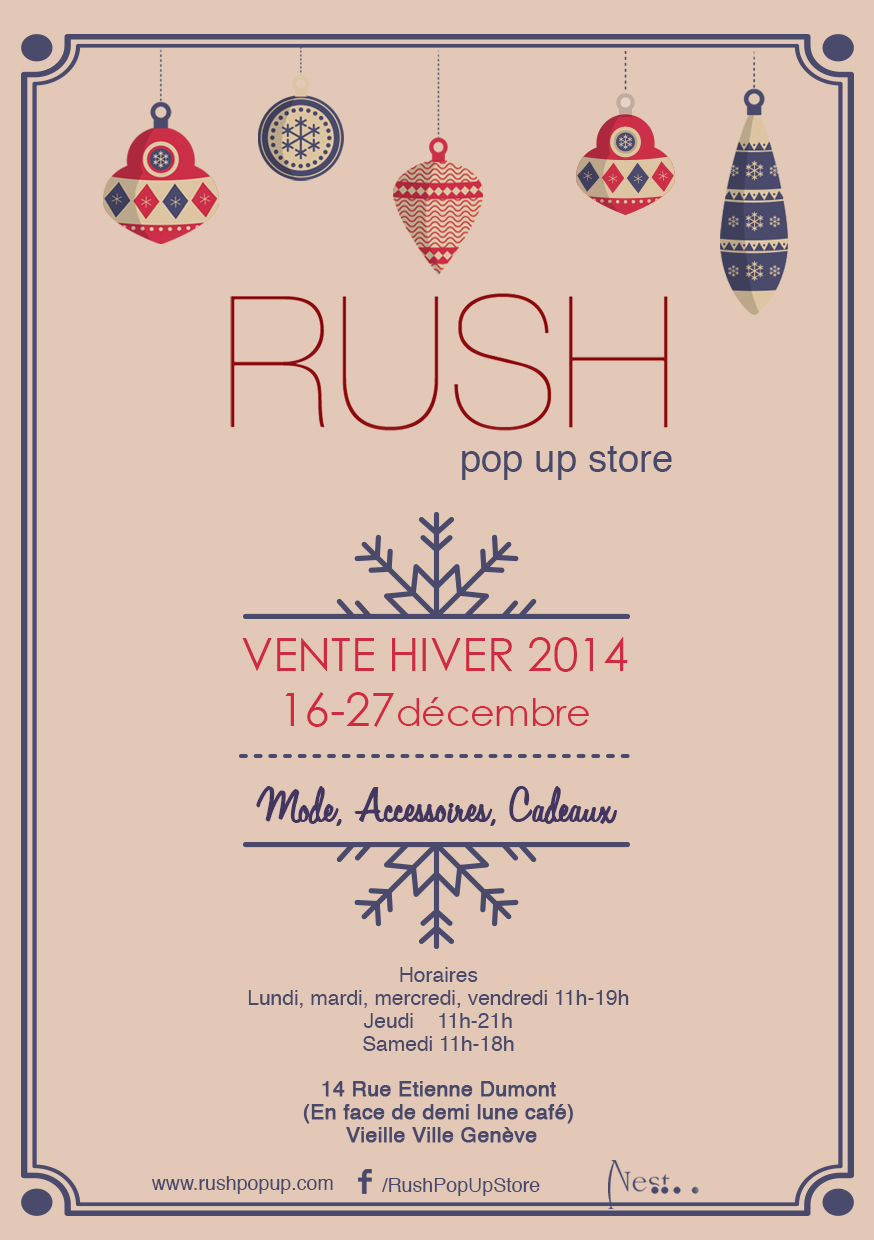 RUSH
pop up store
VENTE HIVER 2014
16-27décembre
Mode, Accessoires, Cadeaux
Horaires
Lundi, mardi, mercredi, vendredi 11h-19h
Jeudi 11h-21h
Samedi 11h-18h
14 Rue Etienne Dumont
(En face de demi lune café)
Vieille Ville Genève
www.rushpopup.com f /RushPopUpStore Nest...